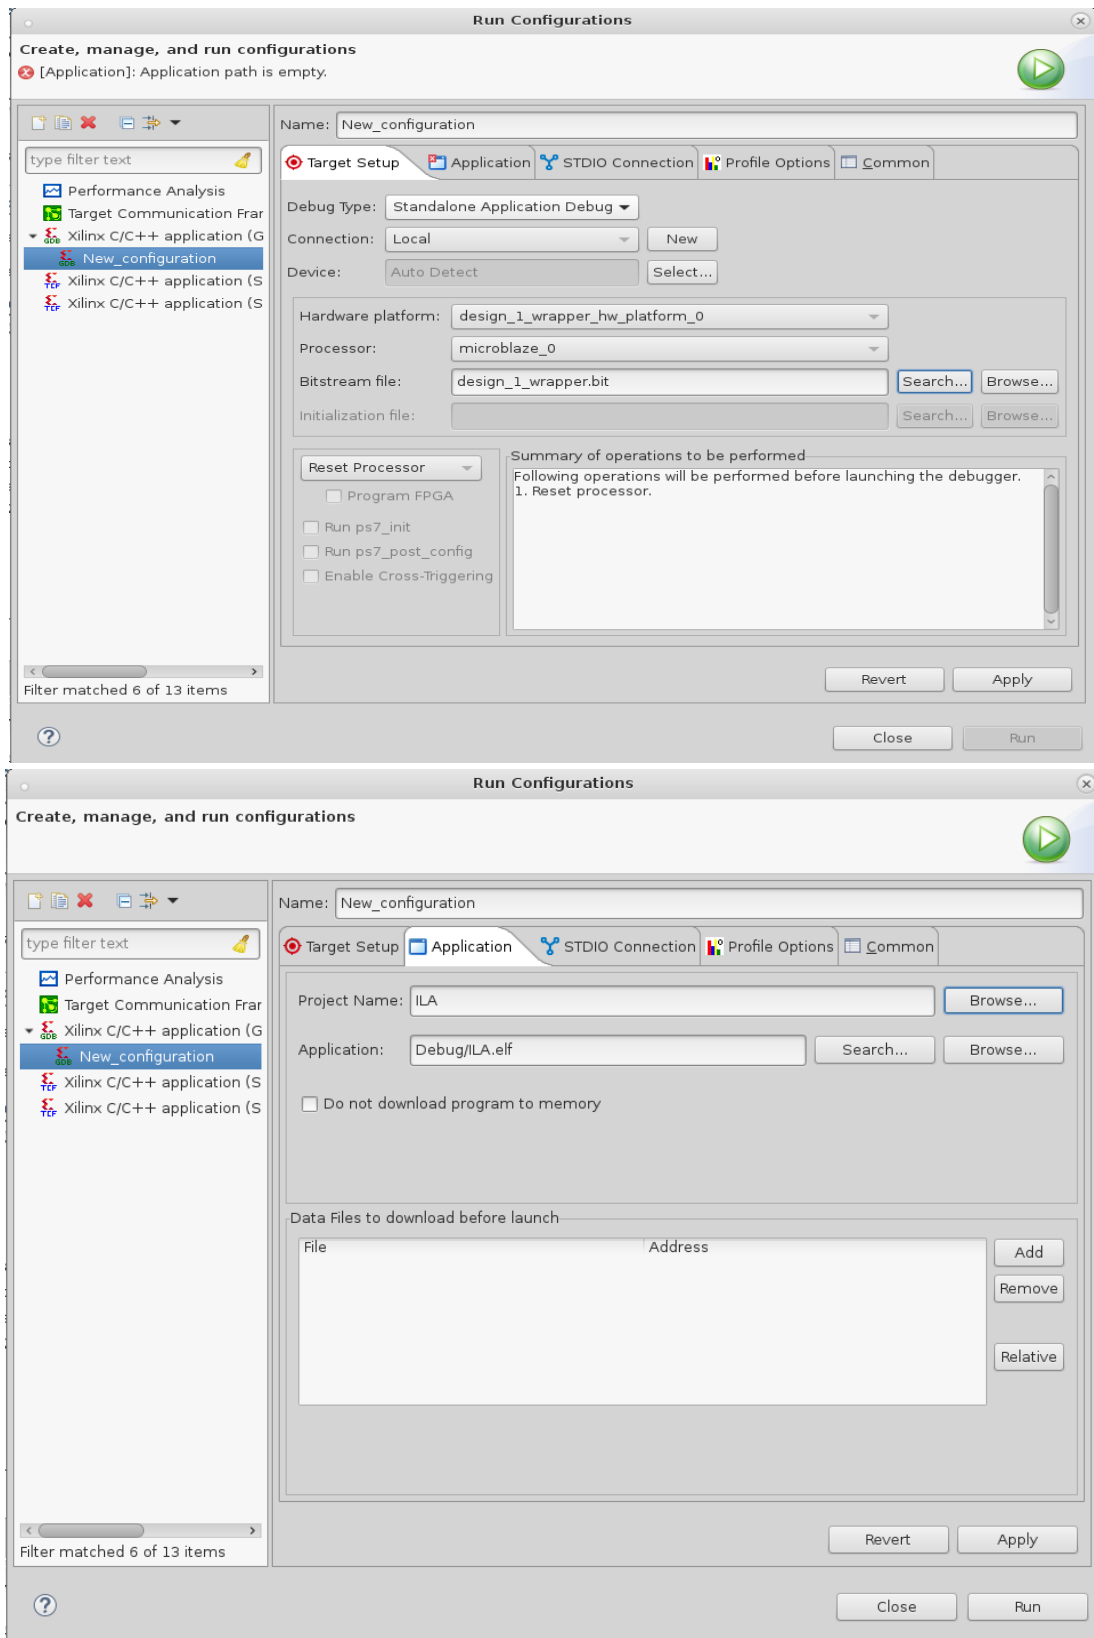 Run Configurations
Create, manage, and run configurations
[Application]: Application path is empty.
Name: New_configuration
type filter text
Target Setup Application STDIO Connection Profile Options Common
Performance Analysis
Target Communication Frar
Xilinx C/C++ application (G
New_configuration
Xilinx C/C++ application (S
Xilinx C/C++ application (S
Debug Type: Standalone Application Debug
Connection: Local New
Device: Auto Detect Select...
Hardware platform: design_1_wrapper_hw_platform_0
Processor: microblaze_0
Bitstream file: design_1_wrapper.bit Search... Browse...
Initialization file: Search... Browse...
Reset Processor
Program FPGA
Run ps7_init
Run ps7_post_config
Enable Cross-Triggering
Summary of operations to be performed
Following operations will be performed before launching the debugger.
1. Reset processor.
Filter matched 6 of 13 items
Revert Apply
Close Run
Run Configurations
Create, manage, and run configurations
Name: New_configuration
type filter text
Target Setup Application STDIO Connection Profile Options Common
Performance Analysis
Target Communication Frar
Xilinx C/C++ application (G
New_configuration
Xilinx C/C++ application (S
Xilinx C/C++ application (S
Project Name: ILA Browse...
Application: Debug/ILA.elf Search... Browse...
Do not download program to memory
Data Files to download before launch
File Address
Add
Remove
Relative
Filter matched 6 of 13 items
Revert Apply
Close Run